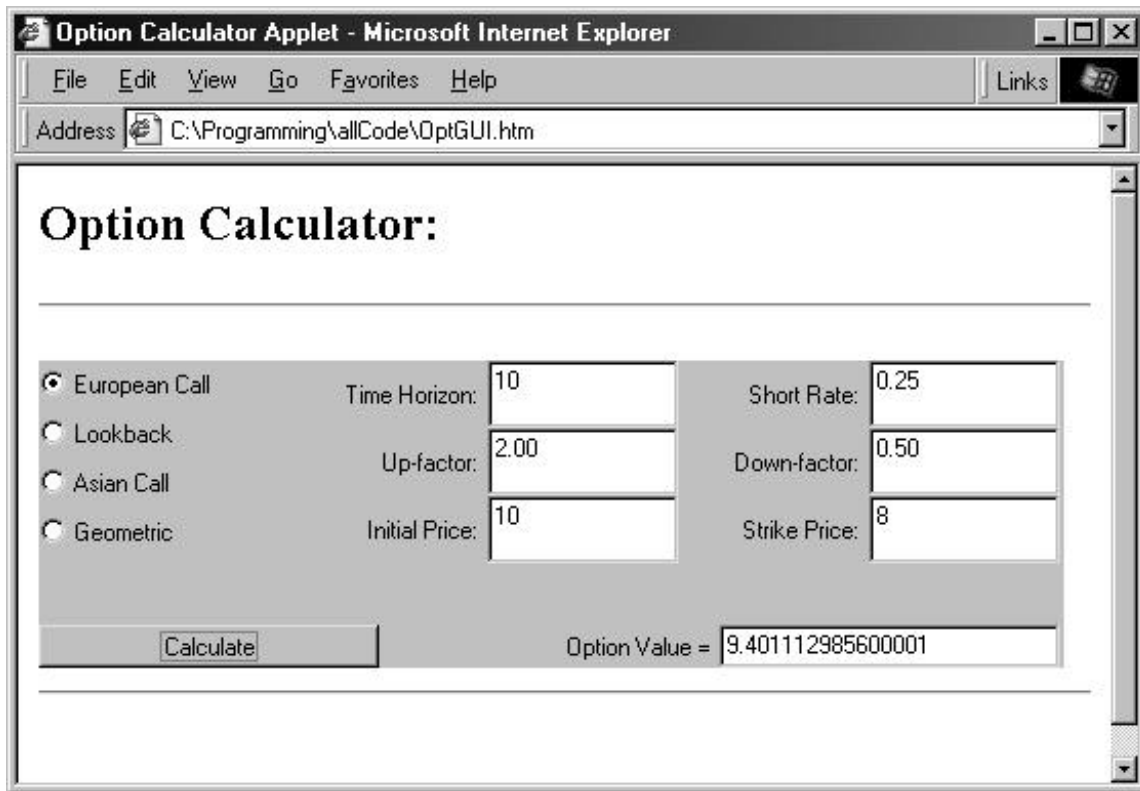 Option Calculator Applet - Microsoft Internet Explorer
File Edit View Go Favorites Help Links
Address C:\Programming\allCode\OptGUI.htm
Option Calculator:
European Call
Lookback
Asian Call
Geometric
Time Horizon: 10 Short Rate: 0.25
Up-factor: 2.00 Down-factor: 0.50
Initial Price: 10 Strike Price: 8
Calculate Option Value = 9.401112985600001